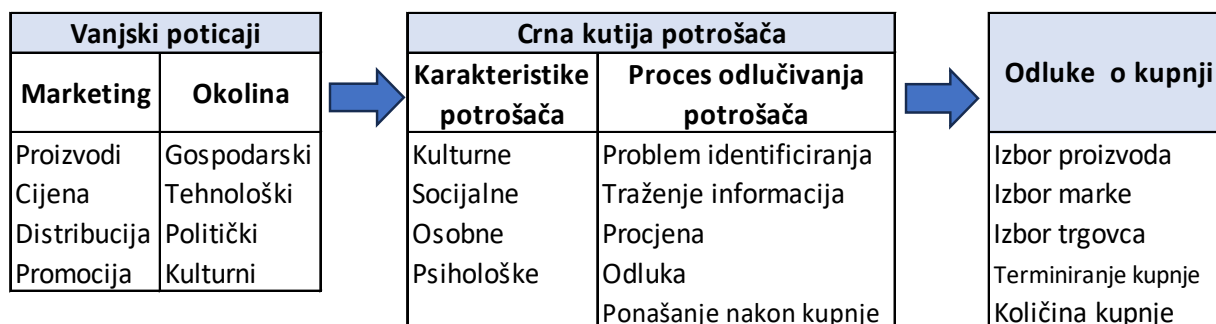 Vanjski poticaji
Marketing
Okolina
Proizvodi
Cijena
Distribucija
Promocija
Gospodarski
Tehnološki
Politički
Kulturni
Crna kutija potrošača
Karakteristike
potrošača
Proces odlučivanja
potrošača
Kulturne
Socijalne
Osobne
Psihološke
Problem identificiranja
Traženje informacija
Procjena
Odluka
Ponašanje nakon kupnje
Odluke o kupnji
Izbor proizvoda
Izbor marke
Izbor trgovca
Terminiranje kupnje
Količina kupnje